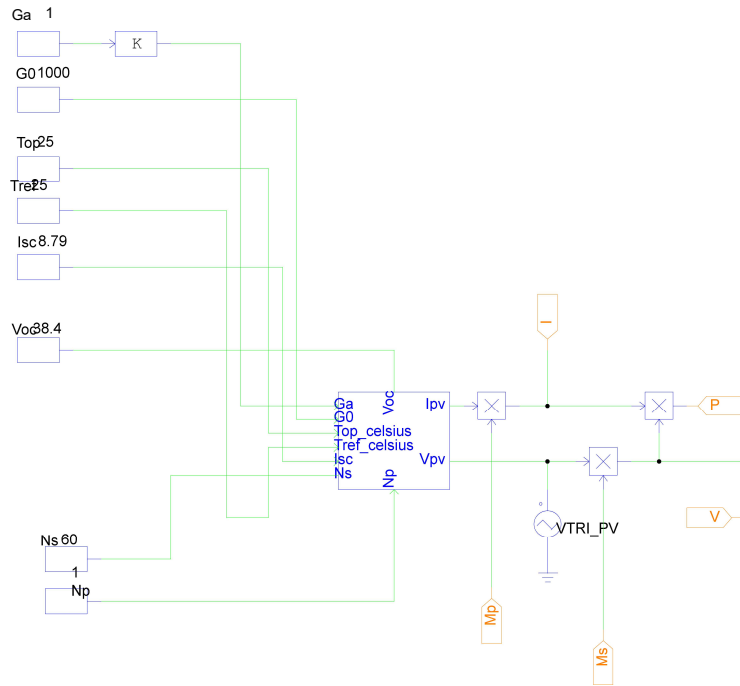 Ga 1
K
G0 1000
Top 25
Tref 25
Isc 8.79
Voc 38.4
I
Ga
Voc
Ipv
P
G0
Top_celsius
Tref_celsius
Isc
Vpv
Ns
Np
V
VTRI_PV
Ns 60
1
Np
Mp
Ms